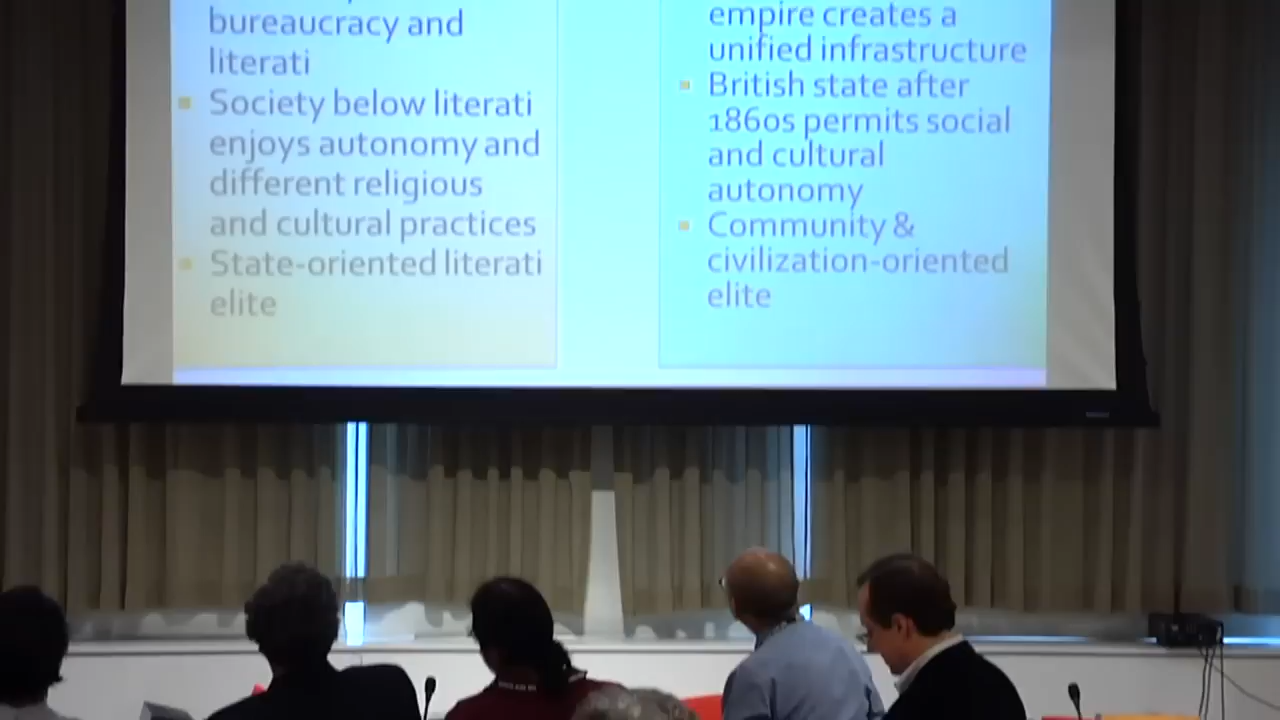 bureaucracy and
literati
Society below literati
enjoys autonomy and
different religious
and cultural practices
State-oriented literati
elite
empire creates a
unified infrastructure
British state after
1860s permits social
and cultural
autonomy
Community &
civilization-oriented
elite